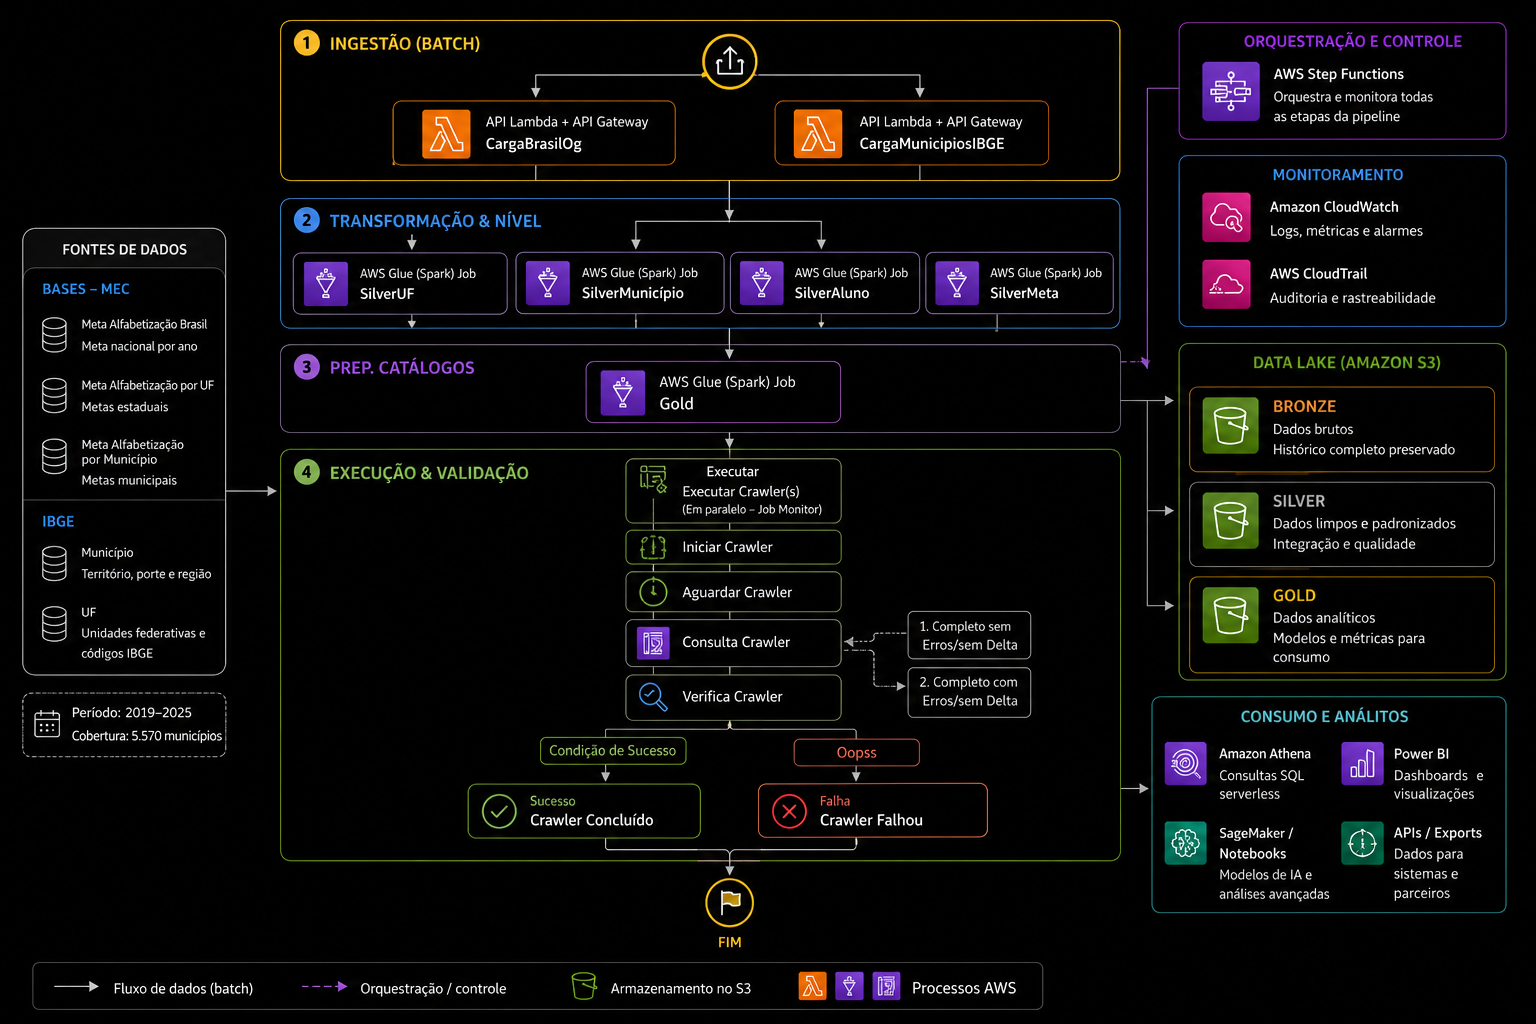 1 INGESTÃO (BATCH)
API Lambda + API Gateway
CargaBrasilOg
API Lambda + API Gateway
CargaMunicipiosIBGE
2 TRANSFORMAÇÃO & NÍVEL
AWS Glue (Spark) Job
SilverUF
AWS Glue (Spark) Job
SilverMunicípio
AWS Glue (Spark) Job
SilverAluno
AWS Glue (Spark) Job
SilverMeta
3 PREP. CATÁLOGOS
AWS Glue (Spark) Job
Gold
4 EXECUÇÃO & VALIDAÇÃO
Executar
Executar Crawler(s)
(Em paralelo – Job Monitor)
Iniciar Crawler
Aguardar Crawler
Consulta Crawler
1. Completo sem
Erros/sem Delta
2. Completo com
Erros/sem Delta
Verifica Crawler
Condição de Sucesso
Oopss
Sucesso
Crawler Concluído
Falha
Crawler Falhou
FIM
FONTES DE DADOS
BASES – MEC
Meta Alfabetização Brasil
Meta nacional por ano
Meta Alfabetização por UF
Metas estaduais
Meta Alfabetização
por Município
Metas municipais
IBGE
Município
Território, porte e região
UF
Unidades federativas e
códigos IBGE
Período: 2019–2025
Cobertura: 5.570 municípios
ORQUESTRAÇÃO E CONTROLE
AWS Step Functions
Orquestra e monitora todas
as etapas da pipeline
MONITORAMENTO
Amazon CloudWatch
Logs, métricas e alarmes
AWS CloudTrail
Auditoria e rastreabilidade
DATA LAKE (AMAZON S3)
BRONZE
Dados brutos
Histórico completo preservado
SILVER
Dados limpos e padronizados
Integração e qualidade
GOLD
Dados analíticos
Modelos e métricas para
consumo
CONSUMO E ANÁLITOS
Amazon Athena
Consultas SQL
serverless
Power BI
Dashboards e
visualizações
SageMaker /
Notebooks
Modelos de IA e
análises avançadas
APIs / Exports
Dados para
sistemas e
parceiros
Fluxo de dados (batch)
Orquestração / controle
Armazenamento no S3
Processos AWS